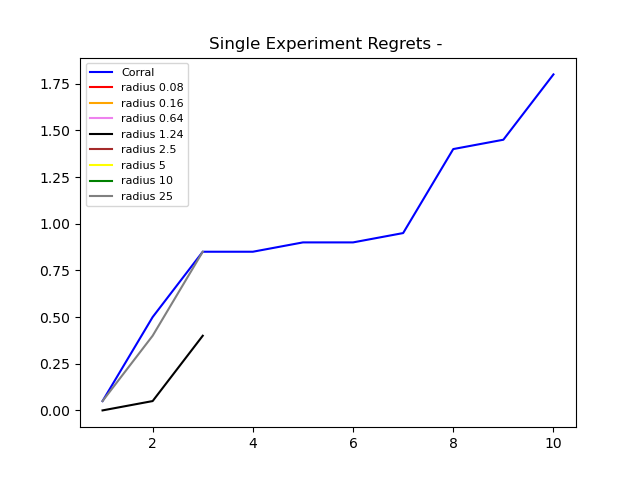 Single Experiment Regrets -
Corral
radius 0.08
radius 0.16
radius 0.64
radius 1.24
radius 2.5
radius 5
radius 10
radius 25
1.75
1.50
1.25
1.00
0.75
0.50
0.25
0.00
2 4 6 8 10